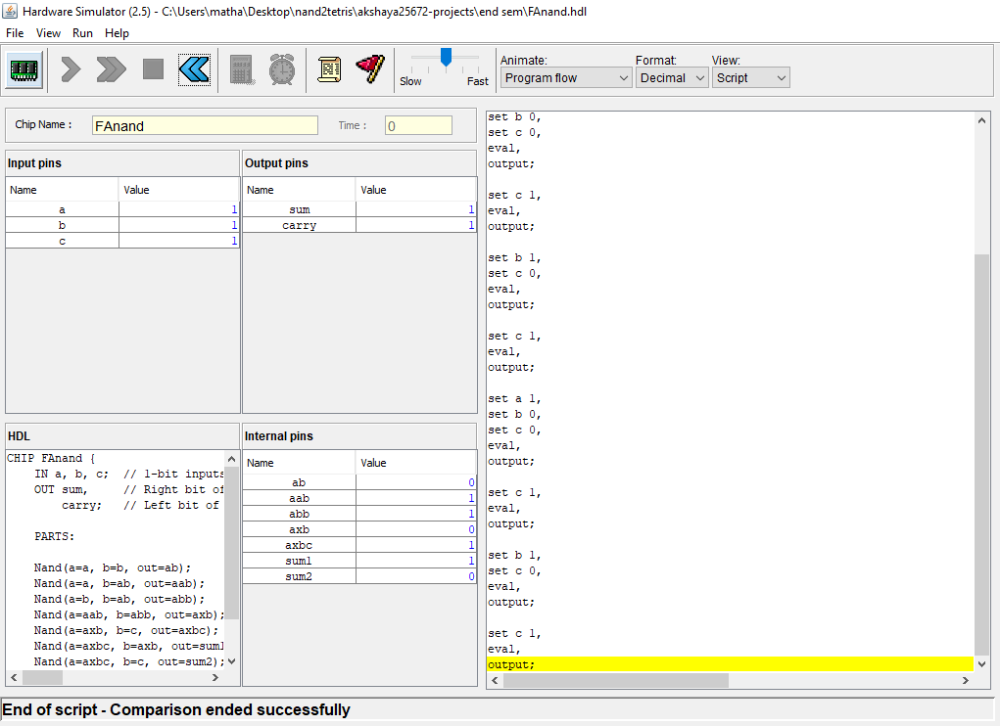 Hardware Simulator (2.5) - C:\Users\matha\Desktop\nand2tetris\akshaya25672-projects\end sem\FAnand.hdl
File View Run Help
Slow Fast
Animate: Format: View:
Program flow Decimal Script
Chip Name : FAnand Time : 0
Input pins
Name Value
a 1
b 1
c 1
Output pins
Name Value
sum 1
carry 1
HDL
CHIP FAnand {
IN a, b, c; // 1-bit inputs
OUT sum, // Right bit of
carry; // Left bit of
PARTS:
Nand(a=a, b=b, out=ab);
Nand(a=a, b=ab, out=aab);
Nand(a=b, b=ab, out=abb);
Nand(a=aab, b=abb, out=axb);
Nand(a=axb, b=c, out=axbc);
Nand(a=axbc, b=axb, out=sum1
Nand(a=axbc, b=c, out=sum2);
Internal pins
Name Value
ab 0
aab 1
abb 1
axb 0
axbc 1
sum1 1
sum2 0
set b 0,
set c 0,
eval,
output;
set c 1,
eval,
output;
set b 1,
set c 0,
eval,
output;
set c 1,
eval,
output;
set a 1,
set b 0,
set c 0,
eval,
output;
set c 1,
eval,
output;
set b 1,
set c 0,
eval,
output;
set c 1,
eval,
output;
End of script - Comparison ended successfully